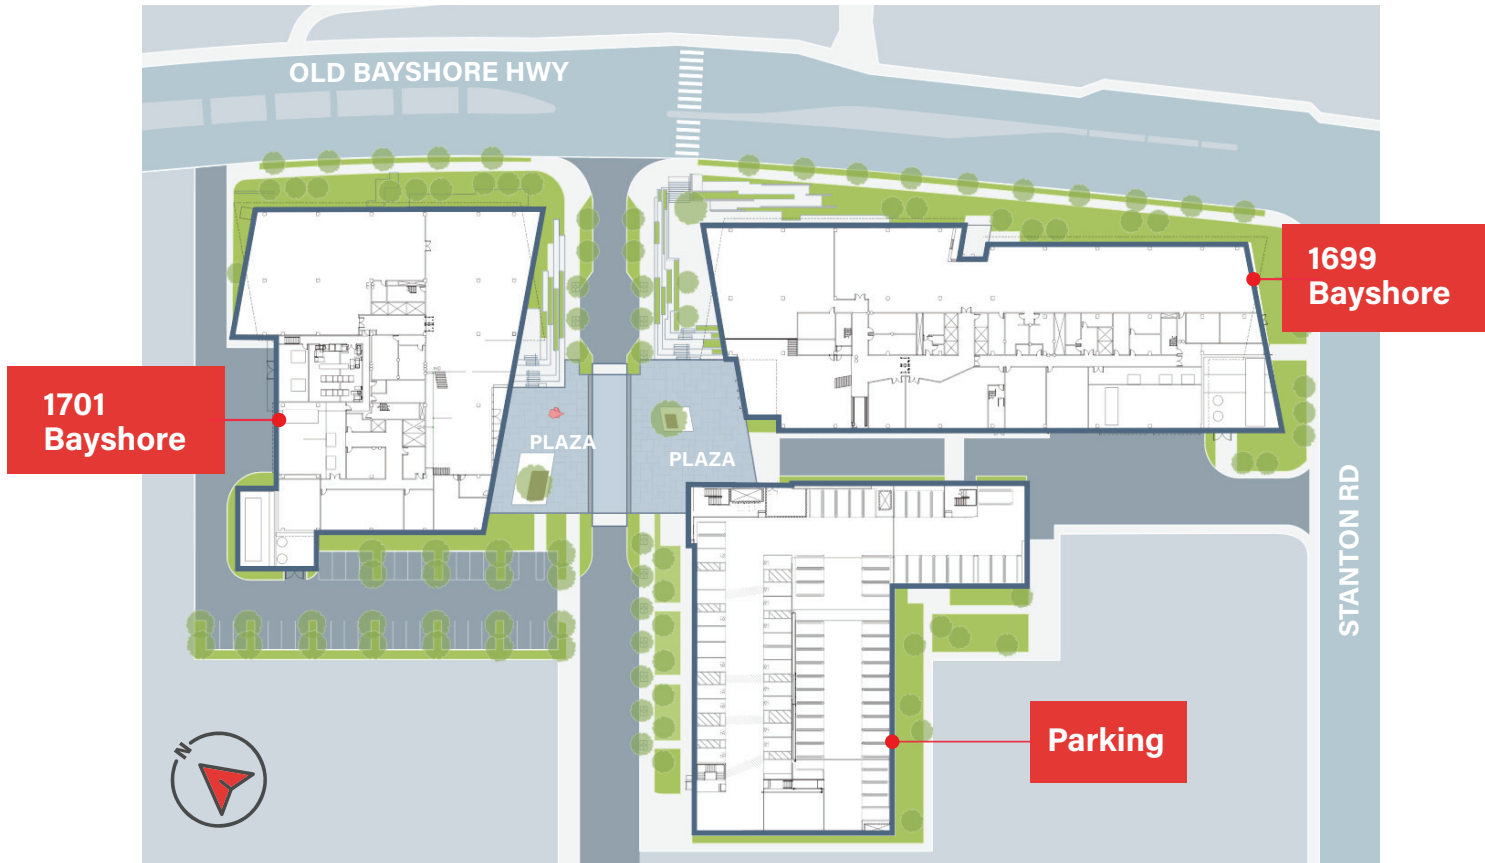 OLD BAYSHORE HWY
1699
Bayshore
1701
Bayshore
PLAZA
PLAZA
STANTON RD
Parking
N